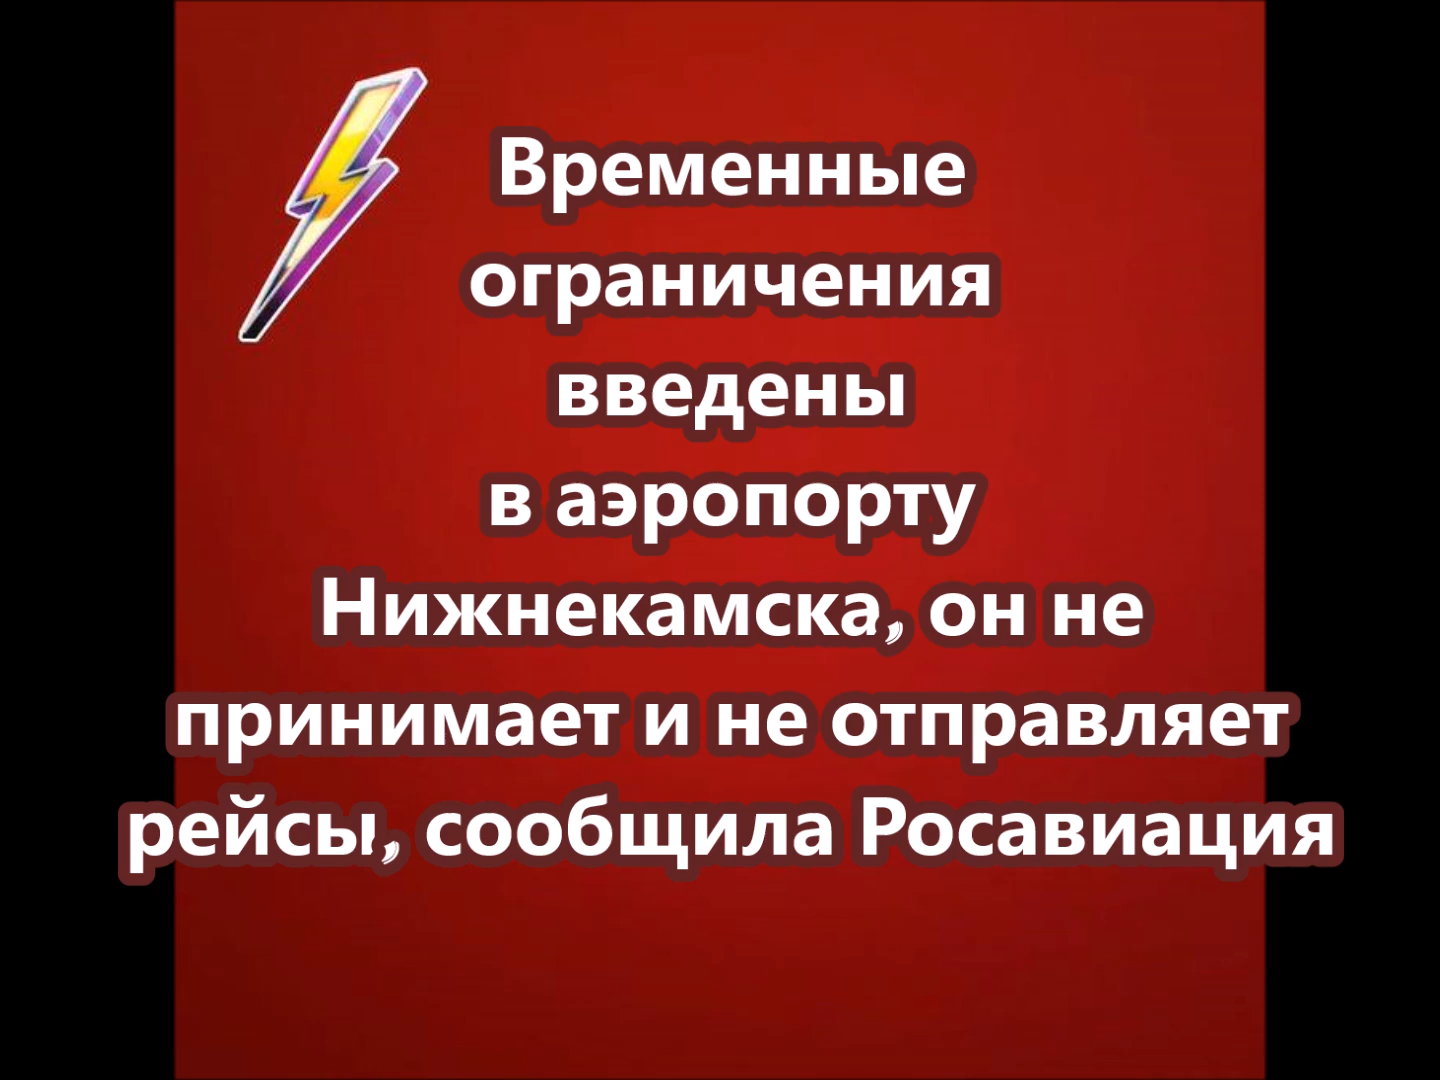 Временные
ограничения
введены
в аэропорту
Нижнекамска, он не
принимает и не отправляет
рейсы, сообщила Росавиация